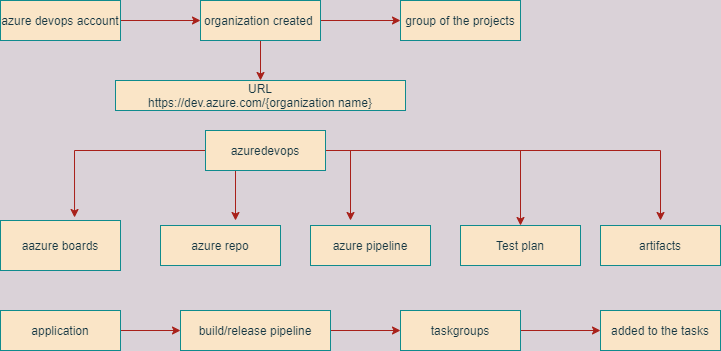 azure devops account
organization created
group of the projects
URL
https://dev.azure.com/{organization name}
azuredevops
aazure boards
azure repo
azure pipeline
Test plan
artifacts
application
build/release pipeline
taskgroups
added to the tasks